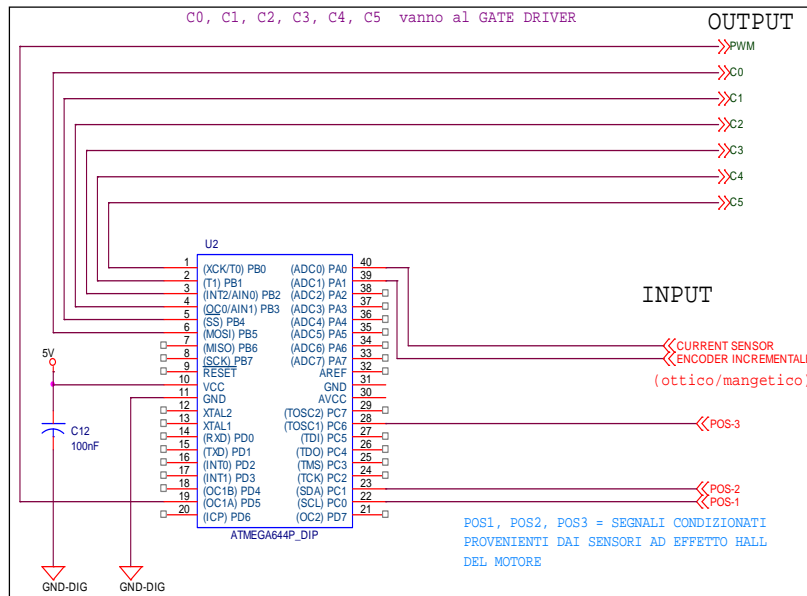 C0, C1, C2, C3, C4, C5 vanno al GATE DRIVER
OUTPUT
PWM
C0
C1
C2
C3
C4
C5
U2
1 (XCK/T0) PB0 (ADC0) PA0 40
2 (T1) PB1 (ADC1) PA1 39
3 (INT2/AIN0) PB2 (ADC2) PA2 38
4 (OC0/AIN1) PB3 (ADC3) PA3 37
5 (SS) PB4 (ADC4) PA4 36
6 (MOSI) PB5 (ADC5) PA5 35
7 (MISO) PB6 (ADC6) PA6 34
8 (SCK) PB7 (ADC7) PA7 33
9 RESET AREF 32
10 VCC GND 31
11 GND AVCC 30
12 XTAL2 (TOSC2) PC7 29
13 XTAL1 (TOSC1) PC6 28
14 (RXD) PD0 (TDI) PC5 27
15 (TXD) PD1 (TDO) PC4 26
16 (INT0) PD2 (TMS) PC3 25
17 (INT1) PD3 (TCK) PC2 24
18 (OC1B) PD4 (SDA) PC1 23
19 (OC1A) PD5 (SCL) PC0 22
20 (ICP) PD6 (OC2) PD7 21
ATMEGA644P_DIP
5V
C12
100nF
GND-DIG
GND-DIG
INPUT
CURRENT SENSOR
ENCODER INCREMENTALE
(ottico/mangetico)
POS-3
POS-2
POS-1
POS1, POS2, POS3 = SEGNALI CONDIZIONATI
PROVENIENTI DAI SENSORI AD EFFETTO HALL
DEL MOTORE